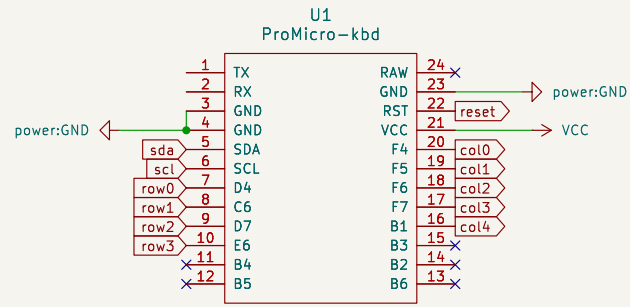 U1
ProMicro-kbd
1 TX RAW 24
2 RX GND 23 power:GND
3 GND RST 22 reset
power:GND 4 GND VCC 21 VCC
sda 5 SDA F4 20 col0
scl 6 SCL F5 19 col1
row0 7 D4 F6 18 col2
row1 8 C6 F7 17 col3
row2 9 D7 B1 16 col4
row3 10 E6 B3 15
11 B4 B2 14
12 B5 B6 13